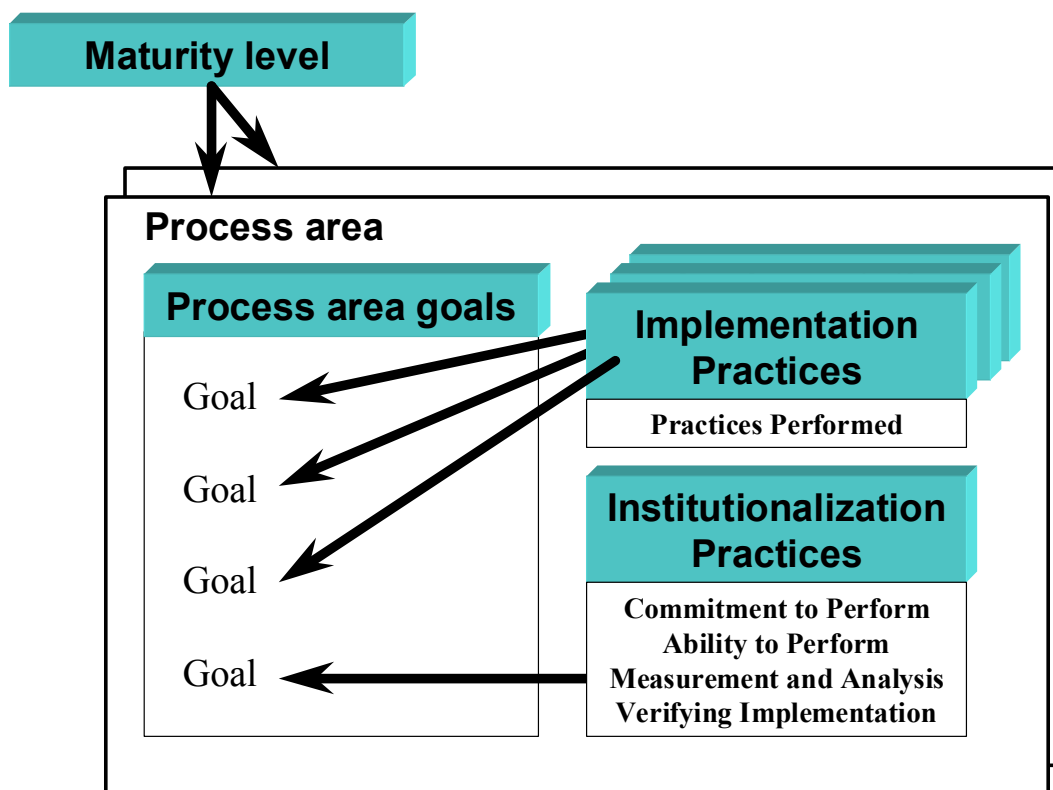 Maturity level
Process area
Process area goals
Goal
Goal
Goal
Goal
Implementation
Practices
Practices Performed
Institutionalization
Practices
Commitment to Perform
Ability to Perform
Measurement and Analysis
Verifying Implementation